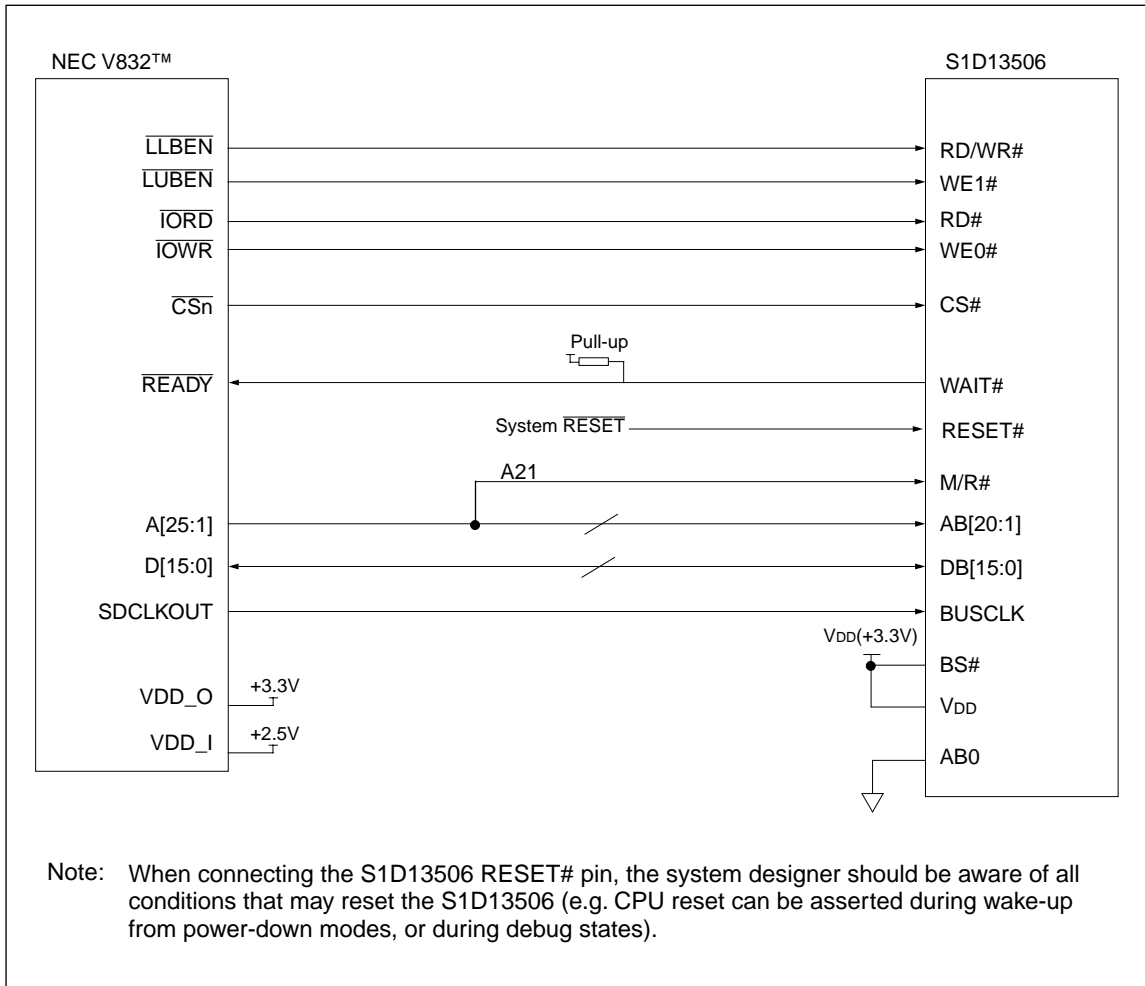 NEC V832™ S1D13506
LLBEN RD/WR#
LUBEN WE1#
IORD RD#
IOWR WE0#
CSn CS#
Pull-up
READY WAIT#
System RESET RESET#
A21 M/R#
A[25:1] AB[20:1]
D[15:0] DB[15:0]
SDCLKOUT BUSCLK
VDD(+3.3V)
BS#
VDD_O +3.3V VDD
VDD_I +2.5V
AB0
Note: When connecting the S1D13506 RESET# pin, the system designer should be aware of all
conditions that may reset the S1D13506 (e.g. CPU reset can be asserted during wake-up
from power-down modes, or during debug states).